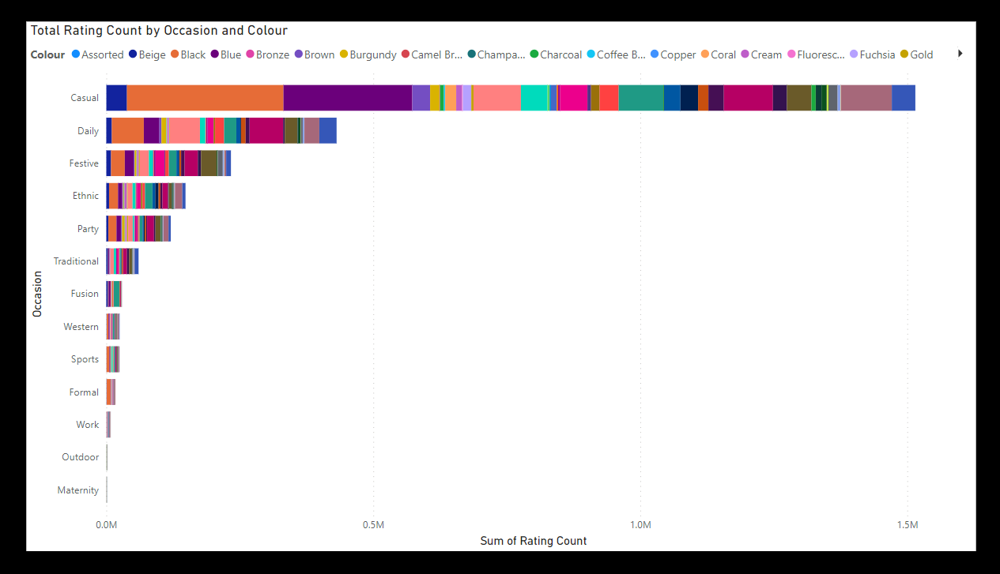 Total Rating Count by Occasion and Colour
Colour Assorted Beige Black Blue Bronze Brown Burgundy Camel Br... Champa... Charcoal Coffee B... Copper Coral Cream Fluoresc... Fuchsia Gold
Casual
Daily
Festive
Ethnic
Party
Traditional
Fusion
Western
Sports
Formal
Work
Outdoor
Maternity
Occasion
0.0M 0.5M 1.0M 1.5M
Sum of Rating Count